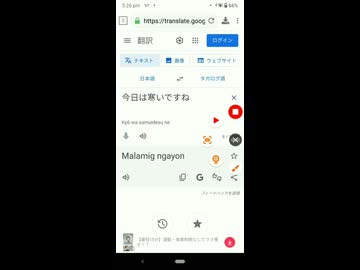 5:26 pm
66%
https://translate.goog
翻訳
ログイン
テキスト 画像 ウェブサイト
日本語 タガログ語
今日は寒いですね
Kyō wa samuidesu ne
Malamig ngayon
フィードバックを送信